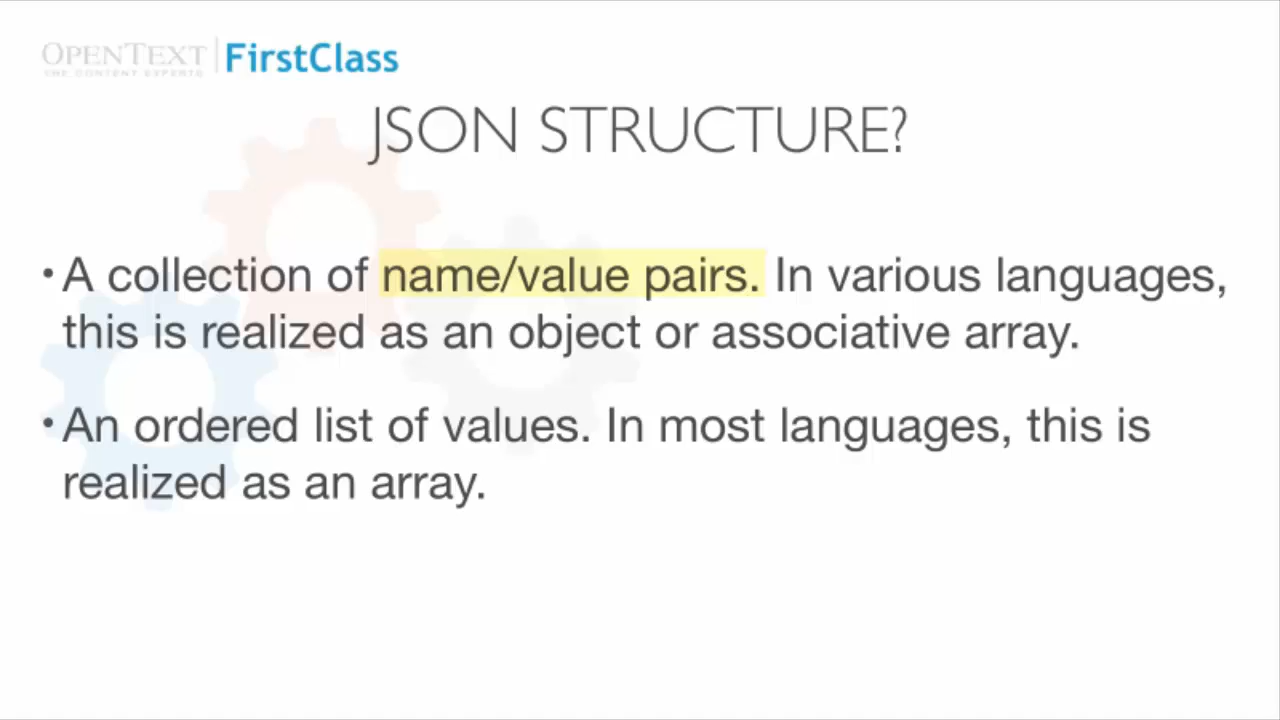 OPENTEXT | FirstClass
THE CONTENT EXPERTS
JSON STRUCTURE?
• A collection of name/value pairs. In various languages,
this is realized as an object or associative array.
• An ordered list of values. In most languages, this is
realized as an array.